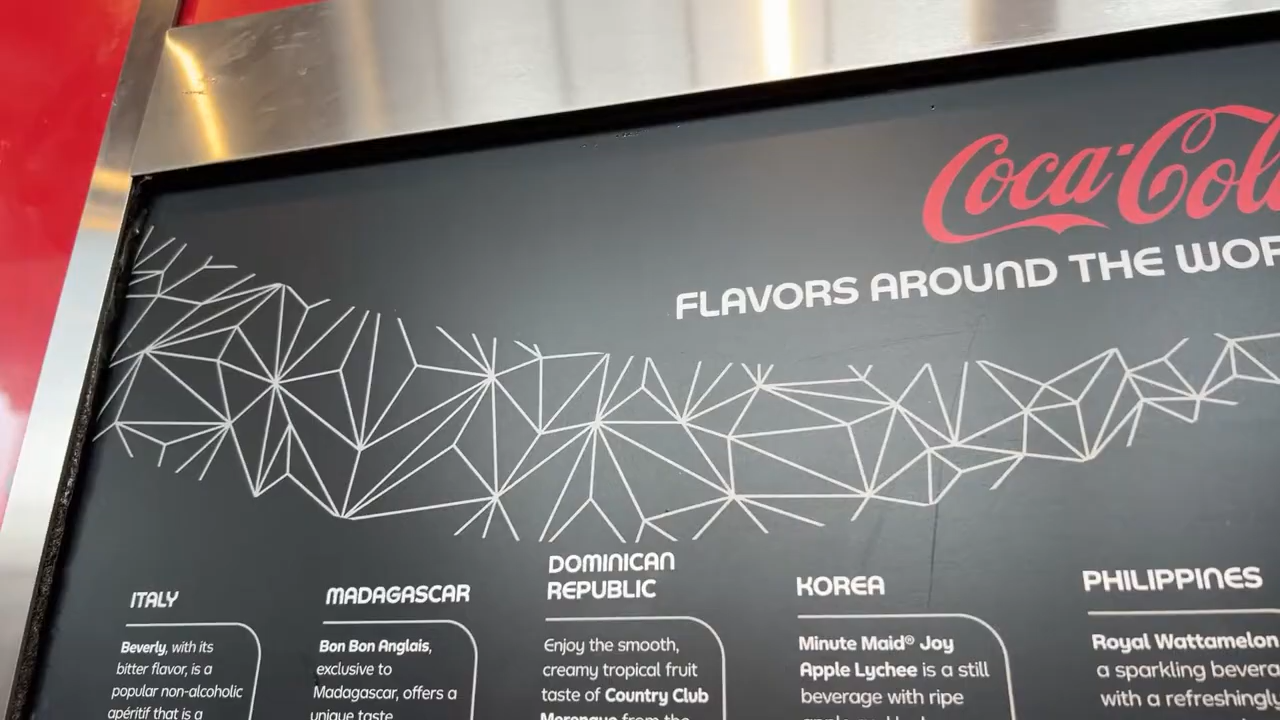 Coca-Cola
FLAVORS AROUND THE
ITALY
Beverly, with its
bitter flavor, is a
popular non-alcoholic
apéritif that is a
MADAGASCAR
Bon Bon Anglais,
exclusive to
Madagascar, offers a
unique taste
DOMINICAN
REPUBLIC
Enjoy the smooth,
creamy tropical fruit
taste of Country Club
Merengue from the
KOREA
Minute Maid® Joy
Apple Lychee is a still
beverage with ripe
PHILIPPINES
Royal Wattamelon
a sparkling
with a